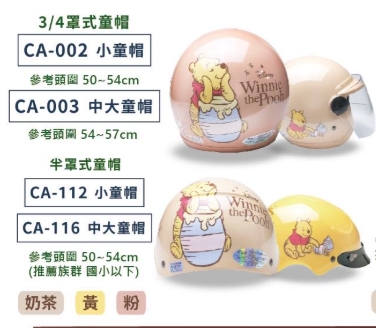 3/4罩式童帽
CA-002 小童帽
參考頭圍 50~54cm
CA-003 中大童帽
參考頭圍 54~57cm
半罩式童帽
CA-112 小童帽
CA-116 中大童帽
參考頭圍 50~54cm
(推薦族群 國小以下)
奶茶 黃 粉
Disney
Winnie
the Pooh
Winnie
the Pooh